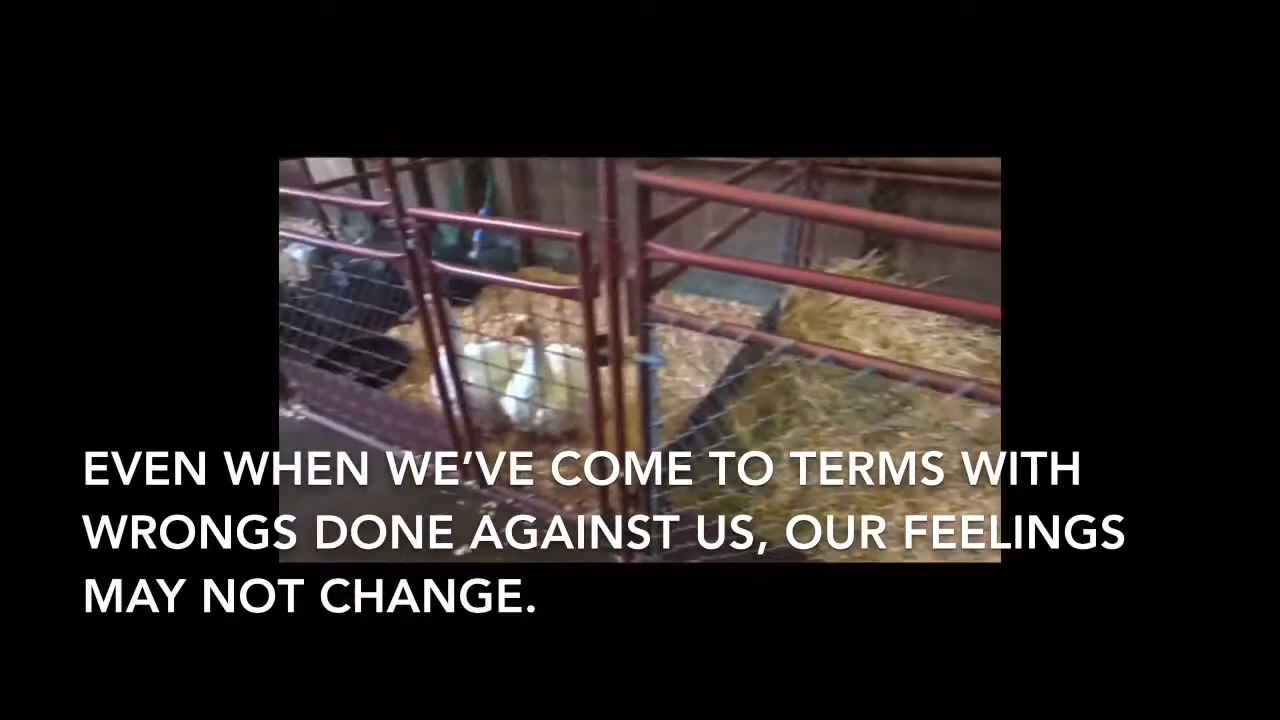 EVEN WHEN WE’VE COME TO TERMS WITH
WRONGS DONE AGAINST US, OUR FEELINGS
MAY NOT CHANGE.